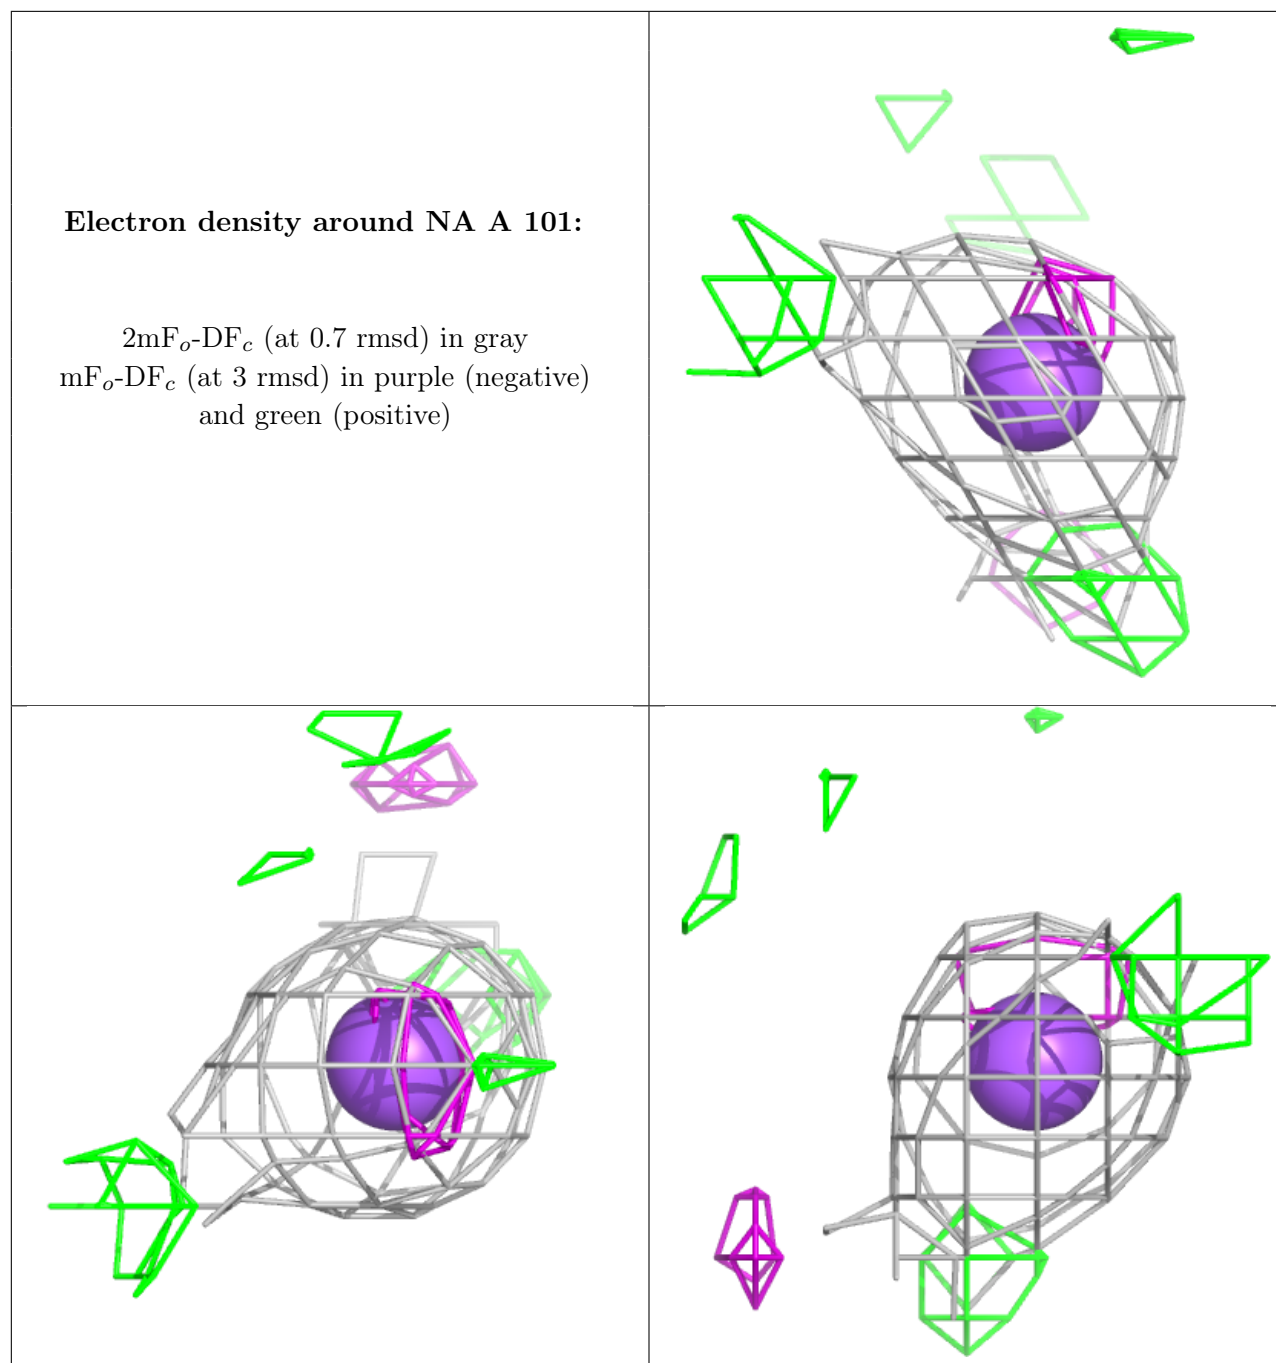 Electron density around NA A 101:
2mFo-DFc (at 0.7 rmsd) in gray
mFo-DFc (at 3 rmsd) in purple (negative)
and green (positive)